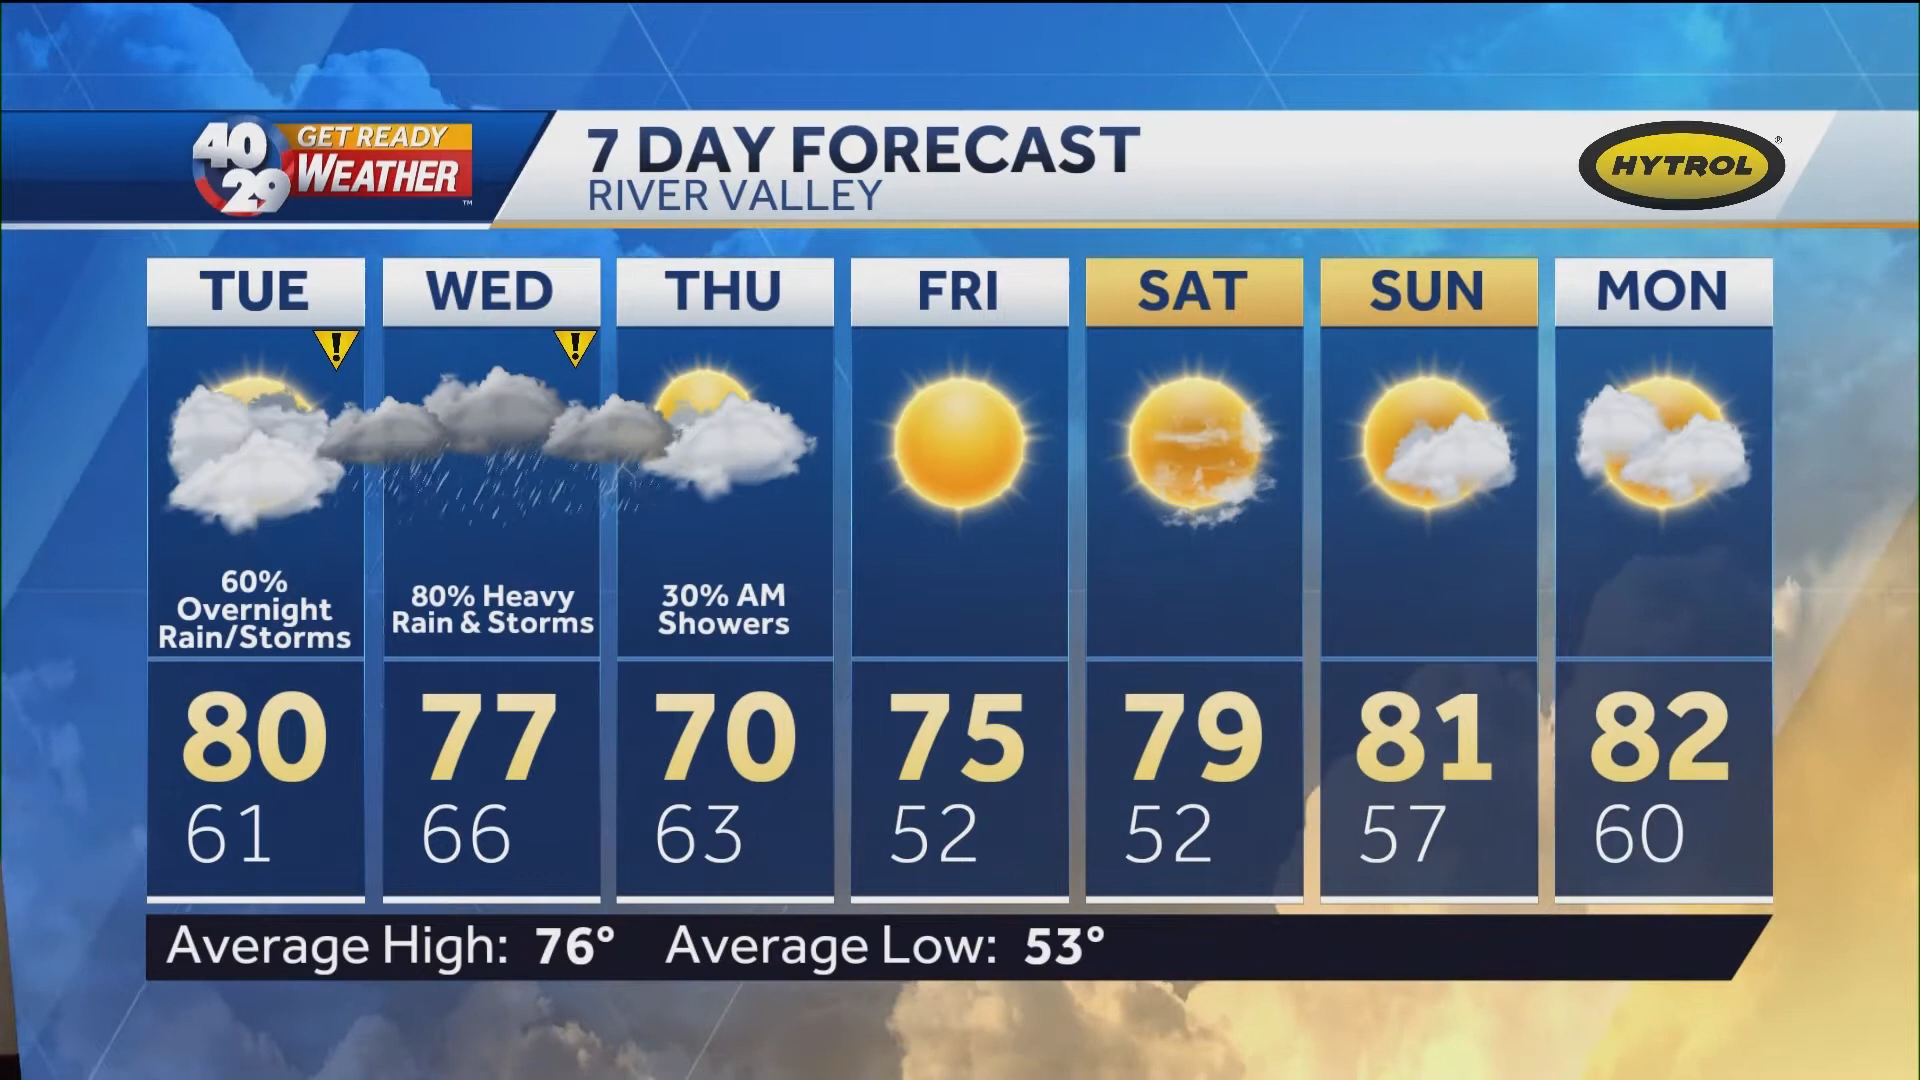 40 29 GET READY WEATHER ™
7 DAY FORECAST
RIVER VALLEY
HYTROL ®
TUE WED THU FRI SAT SUN MON
! !
60% Overnight Rain/Storms
80% Heavy Rain & Storms
30% AM Showers
80 77 70 75 79 81 82
61 66 63 52 52 57 60
Average High: 76° Average Low: 53°